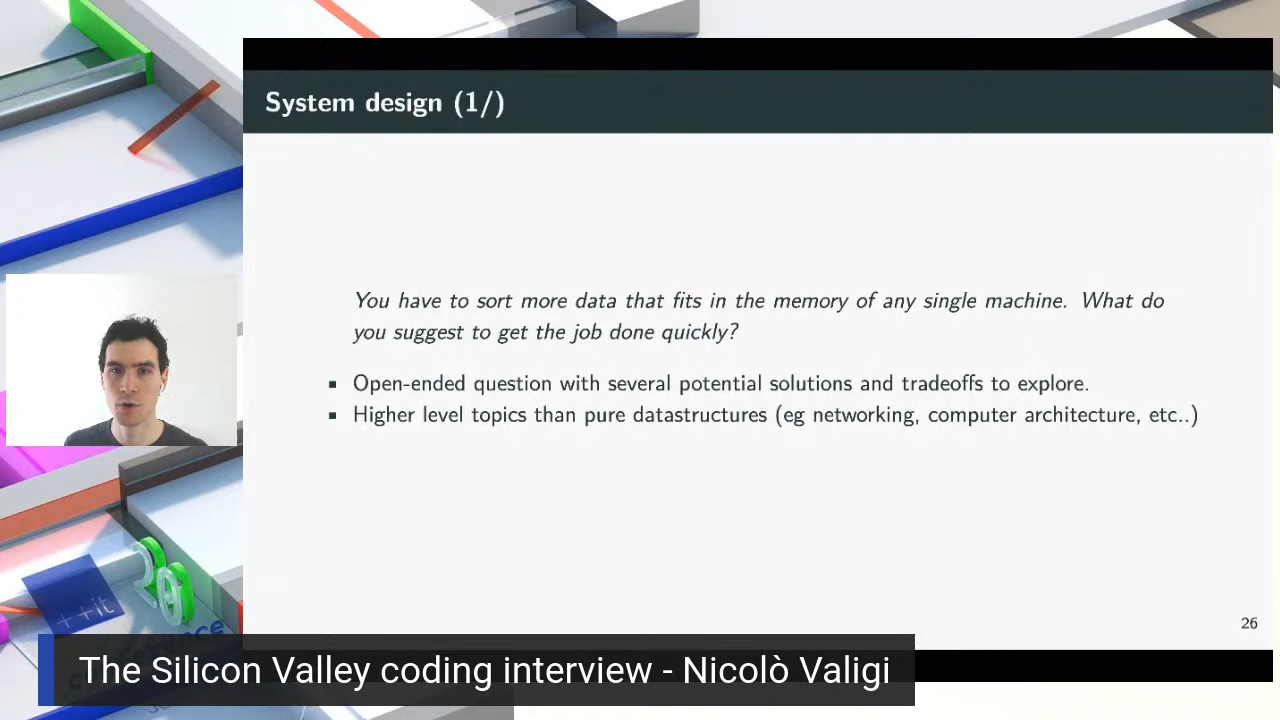 System design (1/)
You have to sort more data that fits in the memory of any single machine. What do
you suggest to get the job done quickly?
▪ Open-ended question with several potential solutions and tradeoffs to explore.
▪ Higher level topics than pure datastructures (eg networking, computer architecture, etc..)
26
++it
20
The Silicon Valley coding interview - Nicolò Valigi